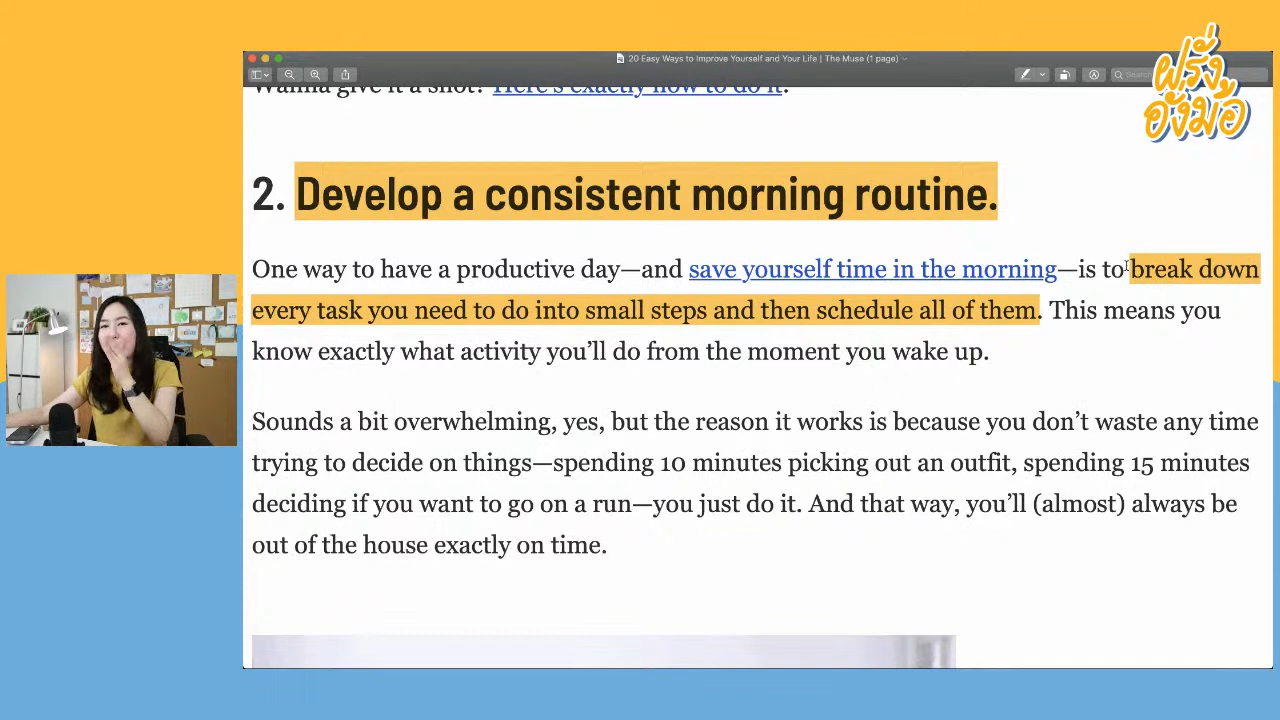 20 Easy Ways to Improve Yourself and Your Life | The Muse (1 page)
ฝรั่ง
อังม้อ
Wanna give it a shot? Here's exactly how to do it.
2. Develop a consistent morning routine.
One way to have a productive day—and save yourself time in the morning—is to break down
every task you need to do into small steps and then schedule all of them. This means you
know exactly what activity you’ll do from the moment you wake up.
Sounds a bit overwhelming, yes, but the reason it works is because you don’t waste any time
trying to decide on things—spending 10 minutes picking out an outfit, spending 15 minutes
deciding if you want to go on a run—you just do it. And that way, you’ll (almost) always be
out of the house exactly on time.